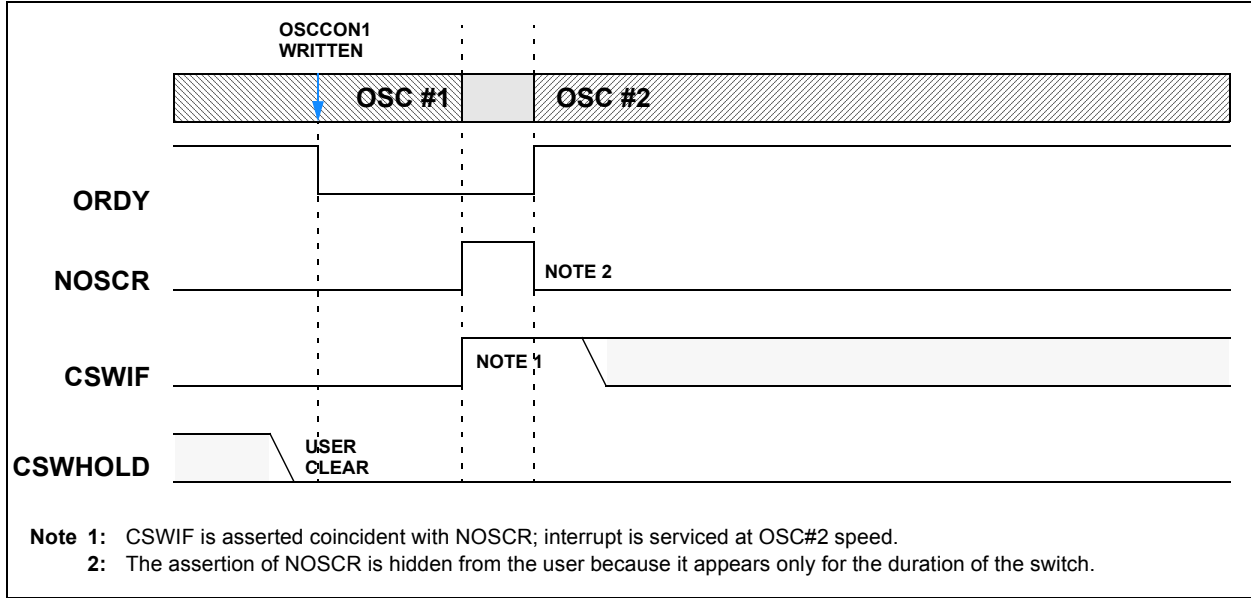 OSCCON1
WRITTEN
OSC #1
OSC #2
ORDY
NOSCR
NOTE 2
CSWIF
NOTE 1
CSWHOLD
USER
CLEAR
Note 1: CSWIF is asserted coincident with NOSCR; interrupt is serviced at OSC#2 speed.
2: The assertion of NOSCR is hidden from the user because it appears only for the duration of the switch.